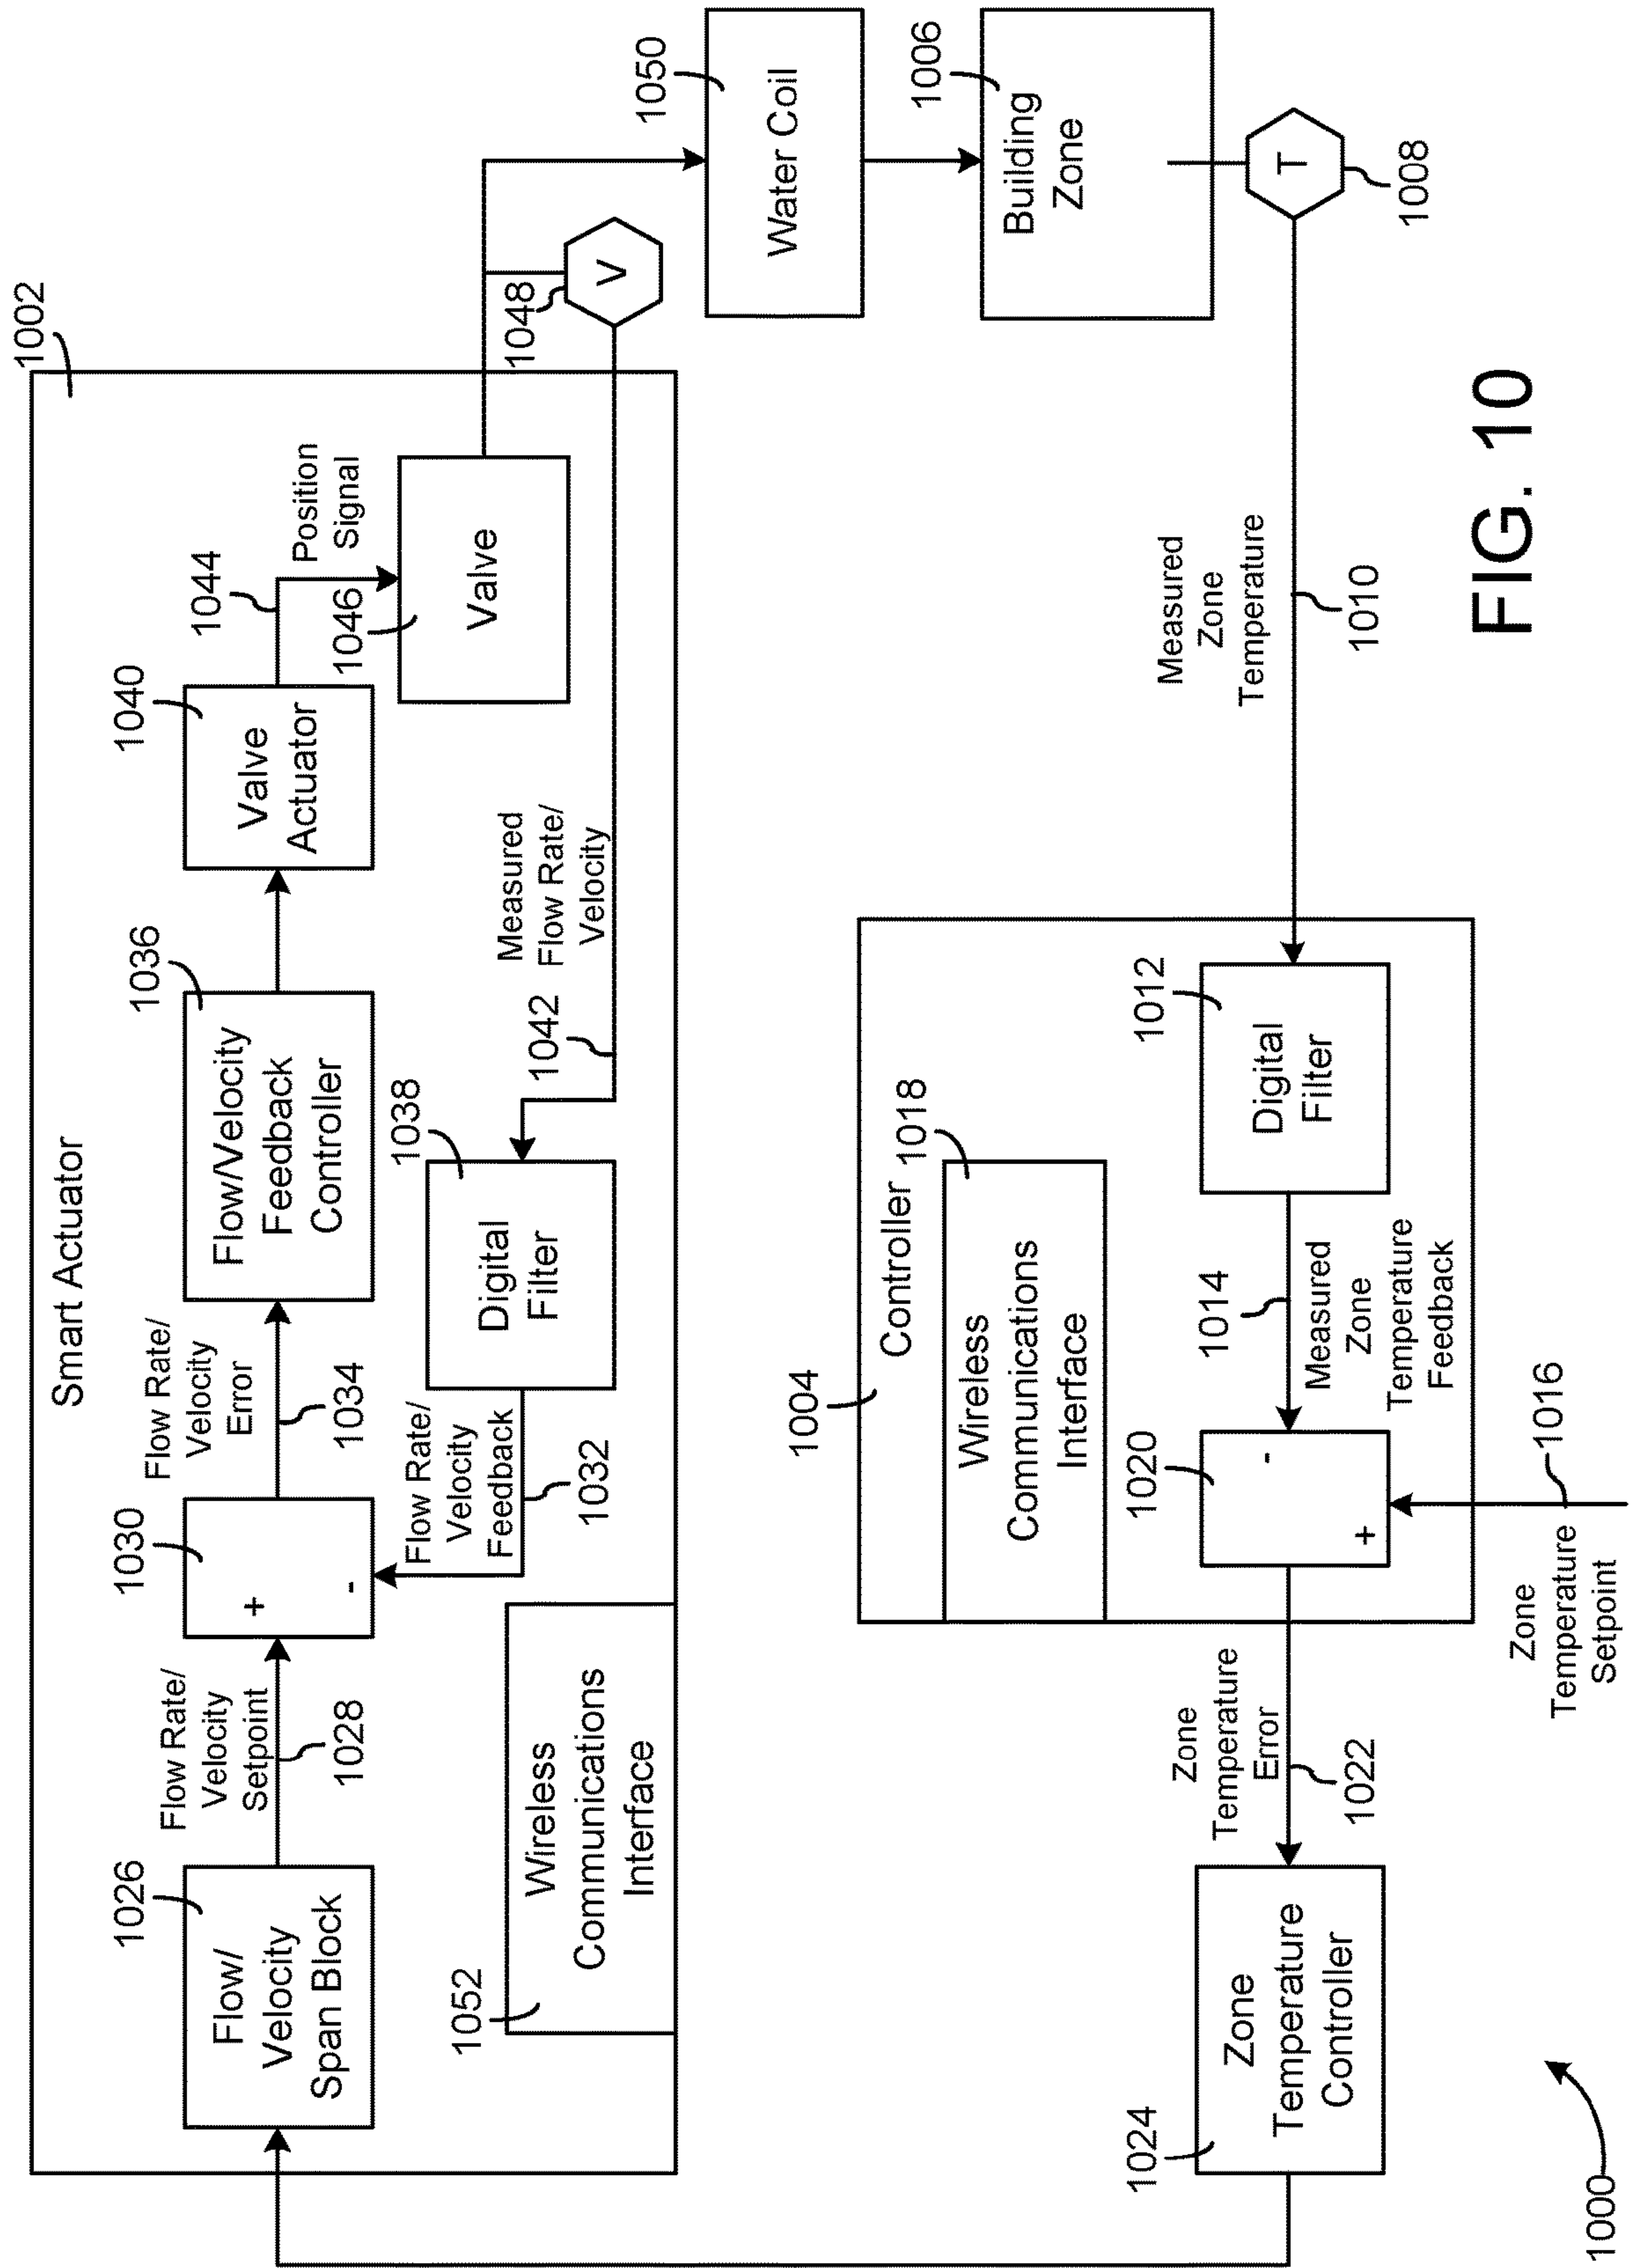 Smart Actuator
1002
1026
Flow/
Velocity
Span Block
Flow Rate/
Velocity
Setpoint
1028
1030
+
-
Flow Rate/
Velocity
Error
1034
1036
Flow/Velocity
Feedback
Controller
1040
Valve
Actuator
1044
Position
Signal
1046
Valve
1048
V
1052
Wireless
Communications
Interface
Flow Rate/
Velocity
Feedback
1032
1038
Digital
Filter
1042
Measured
Flow Rate/
Velocity
1050
Water Coil
1006
Building
Zone
T
1008
1004
Controller
1018
Wireless
Communications
Interface
1024
Zone
Temperature
Controller
Zone
Temperature
Error
1022
1020
-
+
1014
Measured
Zone
Temperature
Feedback
1012
Digital
Filter
Measured
Zone
Temperature
1010
Zone
Temperature
Setpoint
1016
1000
FIG. 10